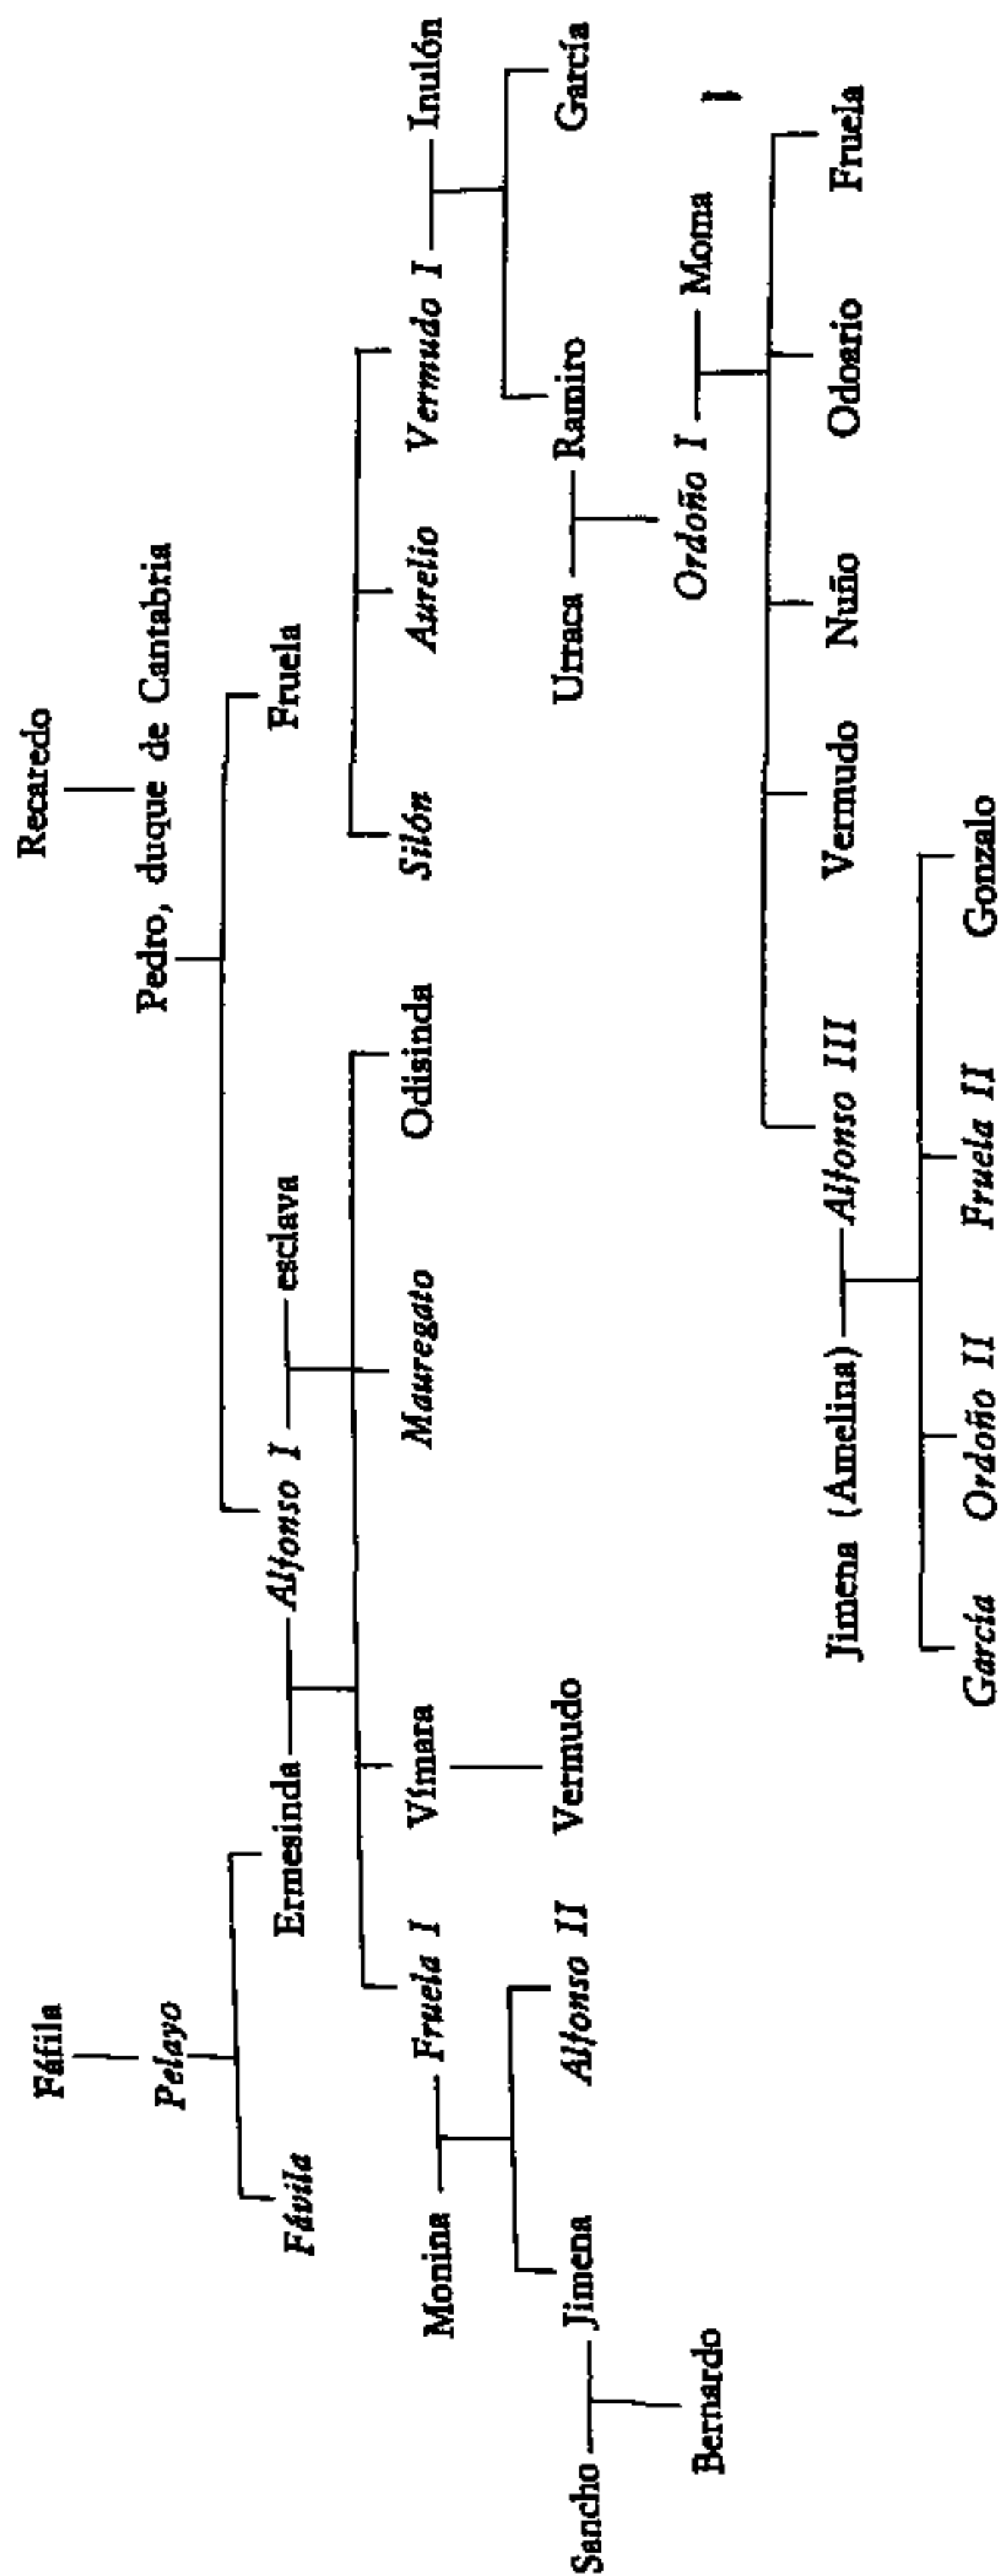 Fáfila Recaredo
Pelayo Pedro, duque de Cantabria
Fávila Ermesinda Alfonso I esclava Fruela
Monina Fruela I Vímara Mauregato Odisinda Silón Aurelio Vermudo I Inulón
Sancho Jimena Alfonso II Vermudo Urraca Ramiro García
Bernardo Ordoño I Moma
Jimena (Amelina) Alfonso III Vermudo Nuño Odoario Fruela
García Ordoño II Fruela II Gonzalo